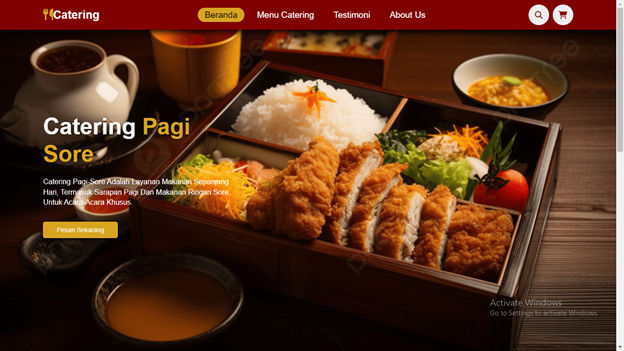 Catering
Beranda
Menu Catering
Testimoni
About Us
Catering Pagi
Sore
Catering Pagi Sore Adalah Layanan Makanan Sepanjang
Hari, Termasuk Sarapan Pagi Dan Makanan Ringan Sore,
Untuk Acara-Acara Khusus.
Pesan Sekarang
Activate Windows
Go to Settings to activate Windows.